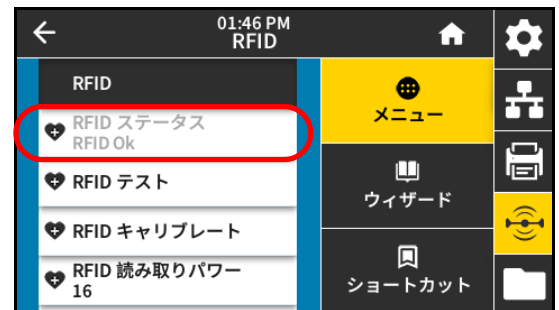 01:46 PM
RFID
RFID
RFID ステータス
RFID Ok
RFID テスト
RFID キャリブレート
RFID 読み取りパワー
16
メニュー
ウィザード
ショートカット